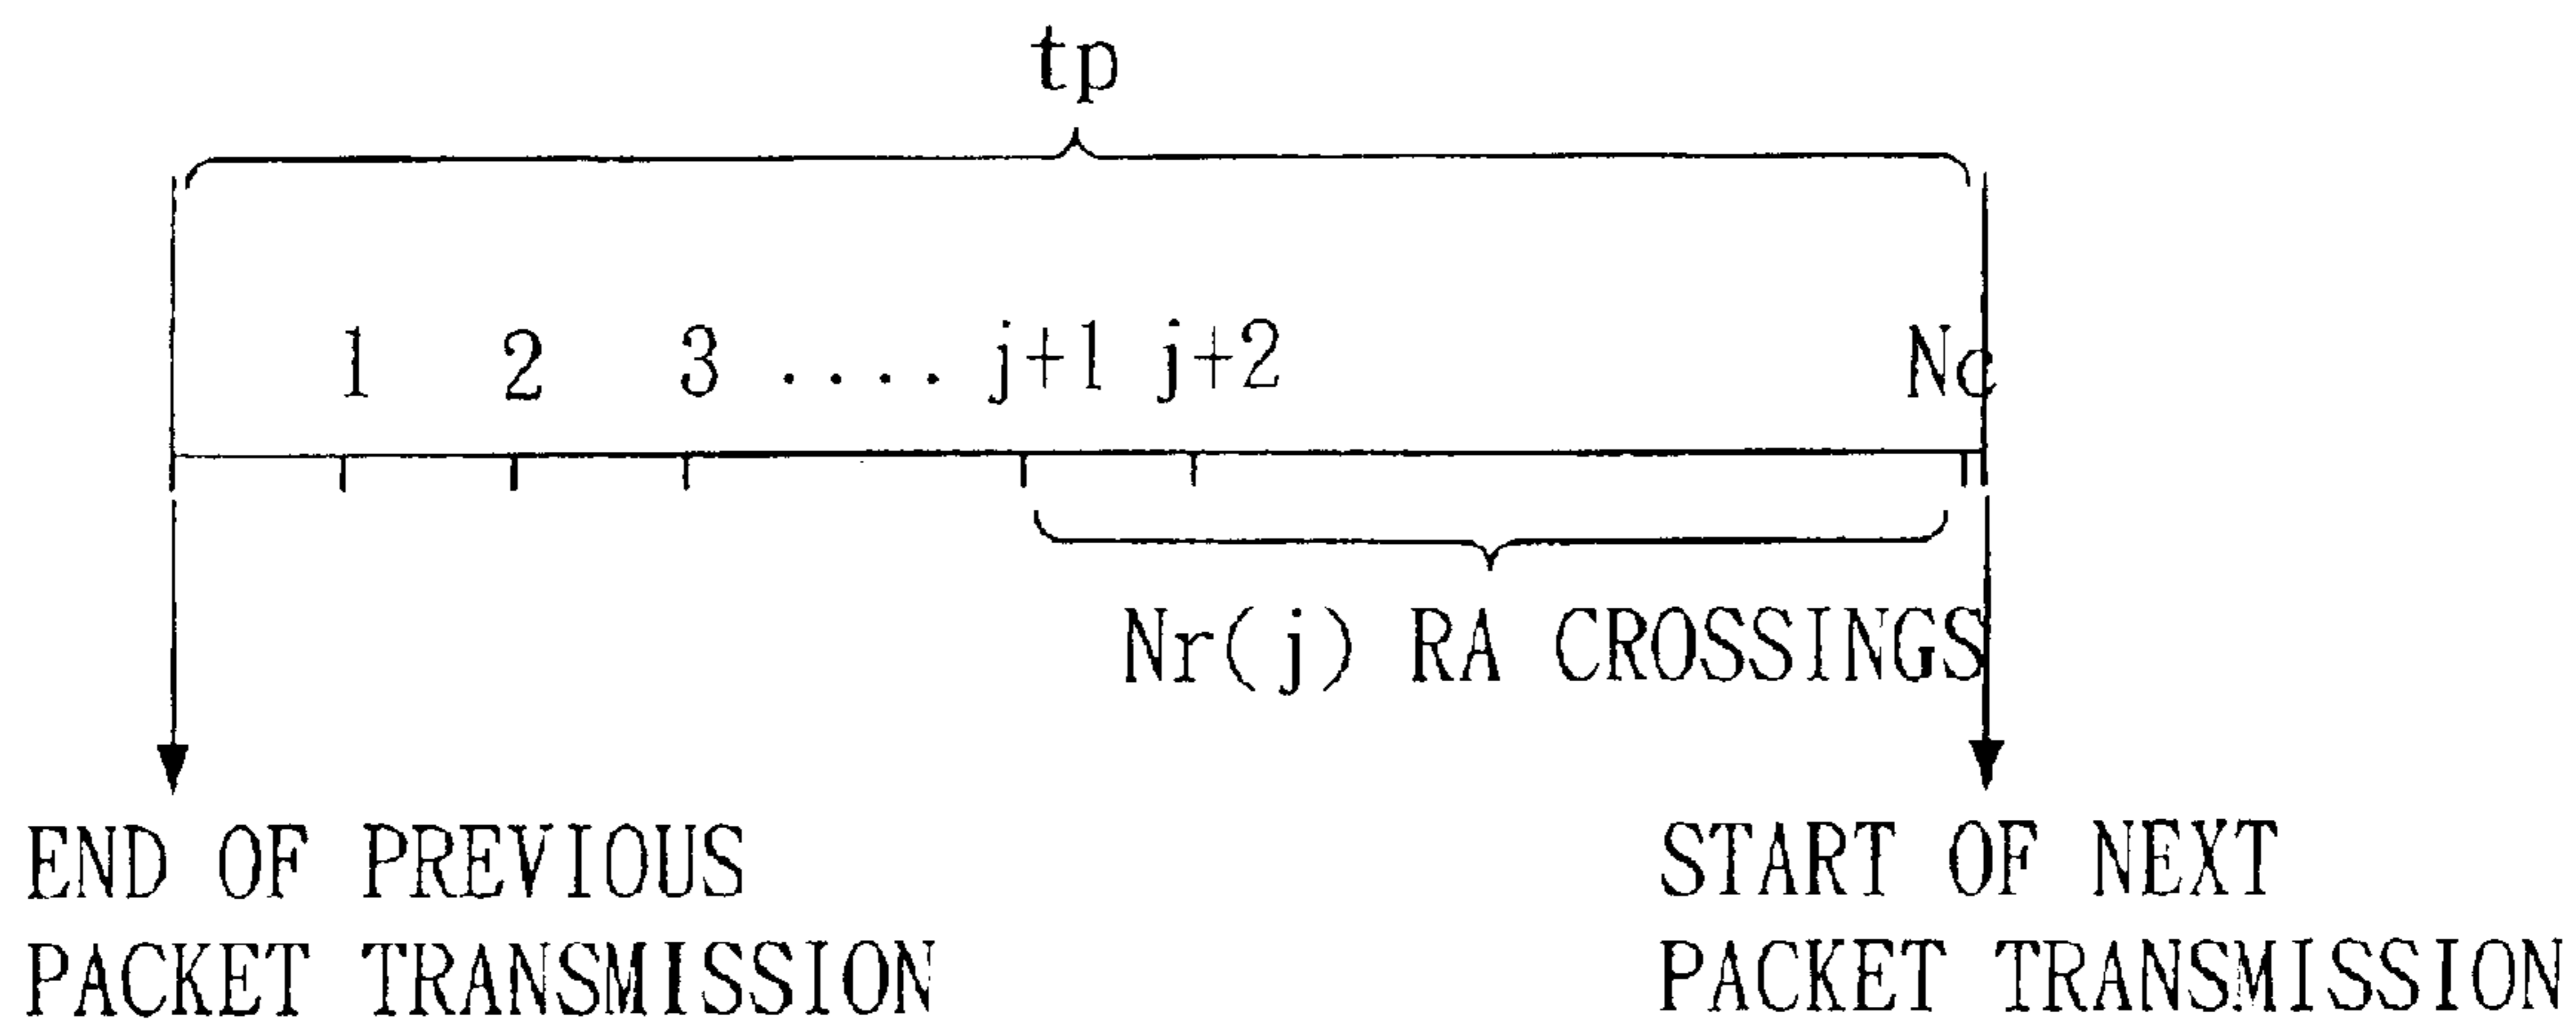 tp
1 2 3 .... j+1 j+2 Nc
Nr(j) RA CROSSINGS
END OF PREVIOUS
PACKET TRANSMISSION
START OF NEXT
PACKET TRANSMISSION